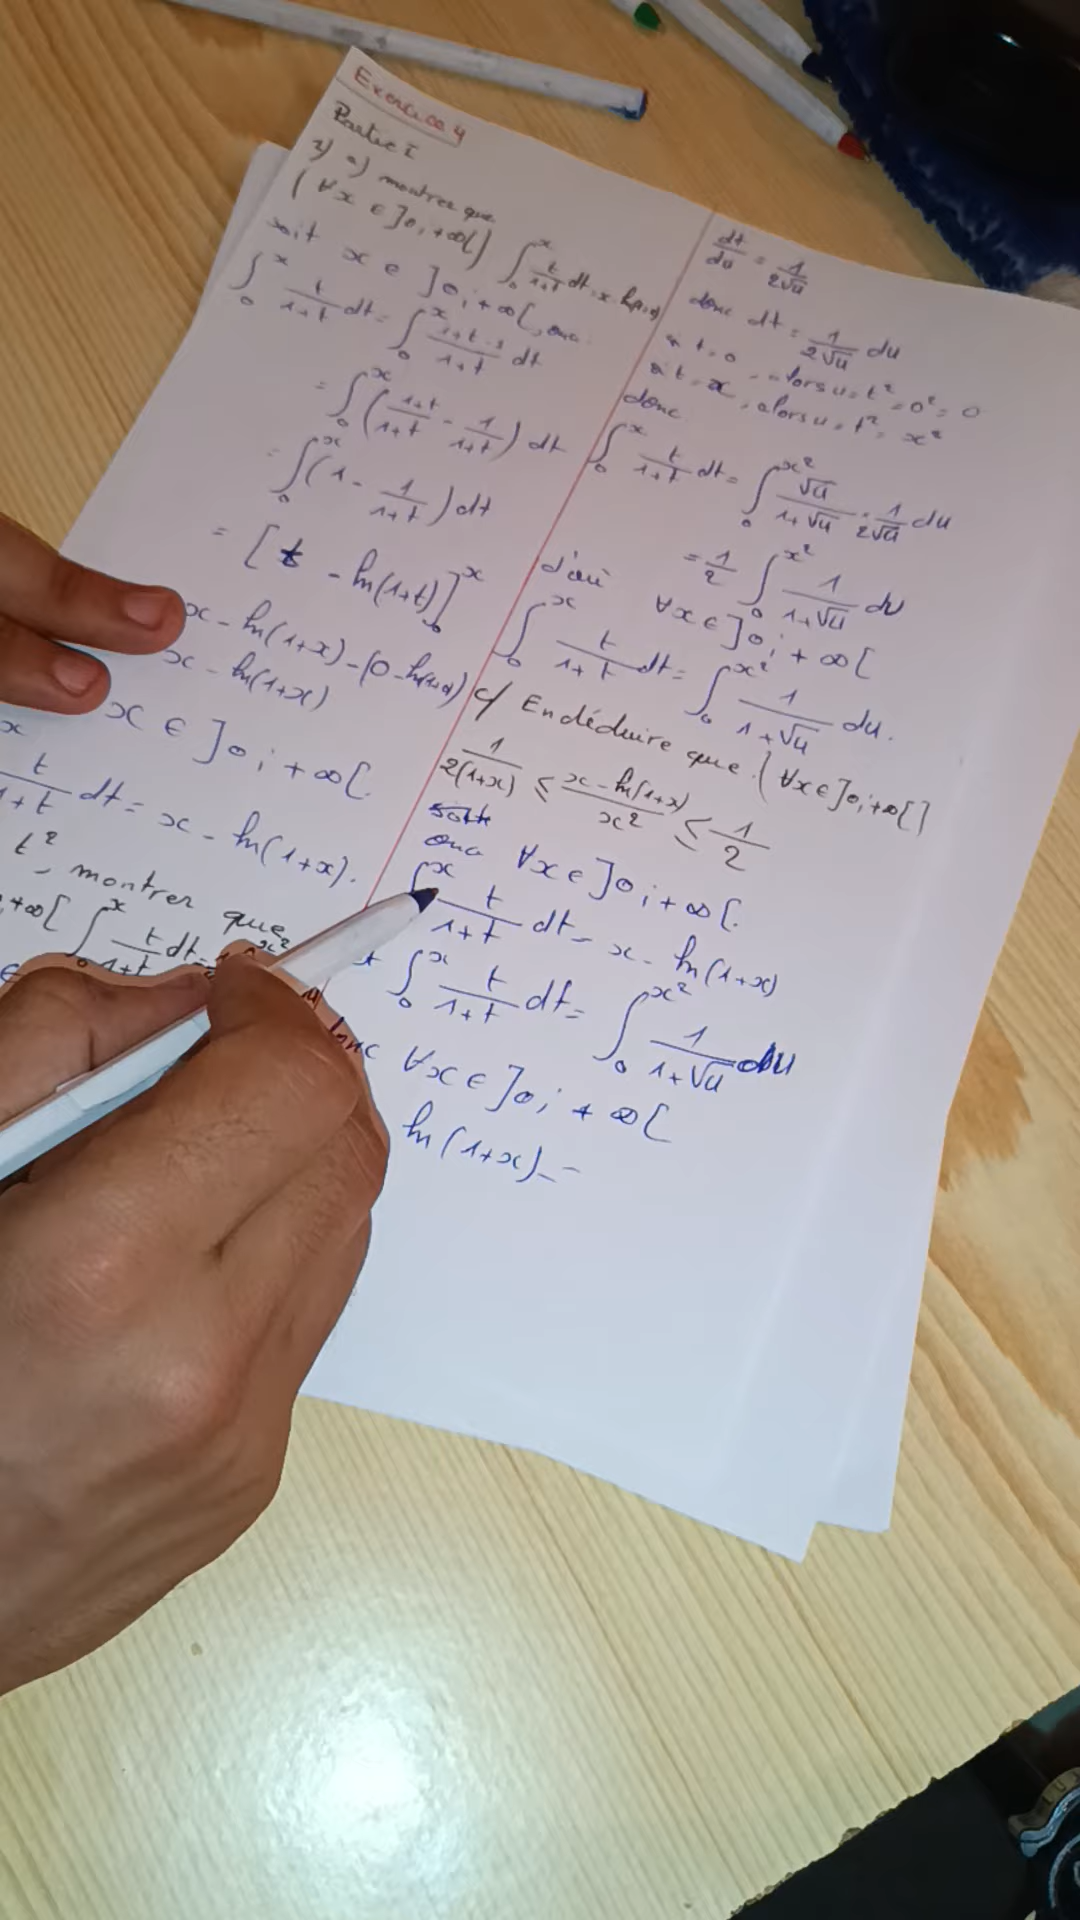 Exercice 4
Partie I
a) montrer que
(∀x ∈ ]0;+∞[) ∫₀ˣ t/(1+t) dt = x -
soit x ∈ ]0;+∞[, ona:
∫₀ˣ t/(1+t) dt = ∫₀ˣ (1+t-1)/(1+t) dt
= ∫₀ˣ ((1+t)/(1+t) - 1/(1+t)) dt
= ∫₀ˣ (1 - 1/(1+t)) dt
= [t - ln(1+t)]₀ˣ
x - ln(1+x) - (0 - ln(1+0))
x - ln(1+x)
x ∈ ]0;+∞[.
t/(1+t) dt = x - ln(1+x).
t², montrer que
+∞[ ∫₀ˣ t/(1+t) dt =
dt/du = 1/(2√u)
donc dt = 1/(2√u) du
si t=0, alors u=t²=0²=0
si t=x, alors u=t²=x²
donc
∫₀ˣ t/(1+t) dt = ∫₀^(x²) √u/(1+√u) · 1/(2√u) du
= 1/2 ∫₀^(x²) 1/(1+√u) du
d'où ∀x∈]0;+∞[
∫₀ˣ t/(1+t) dt = ∫₀^(x²) 1/(1+√u) du.
c/ En déduire que (∀x∈]0;+∞[)
1/(2(1+x)) ≤ (x - ln(1+x))/x² ≤ 1/2
ona ∀x∈]0;+∞[.
∫ˣ t/(1+t) dt = x - ln(1+x)
∫₀ˣ t/(1+t) dt = ∫₀^(x²) 1/(1+√u) du
donc ∀x∈]0;+∞[
ln(1+x) - =